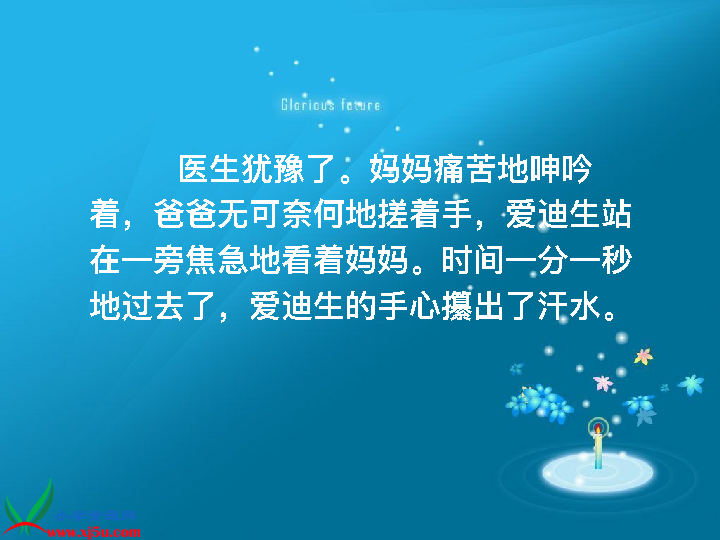 Glorious future
医生犹豫了。妈妈痛苦地呻吟
着，爸爸无可奈何地搓着手，爱迪生站
在一旁焦急地看着妈妈。时间一分一秒
地过去了，爱迪生的手心攥出了汗水。
www.xj5u.com